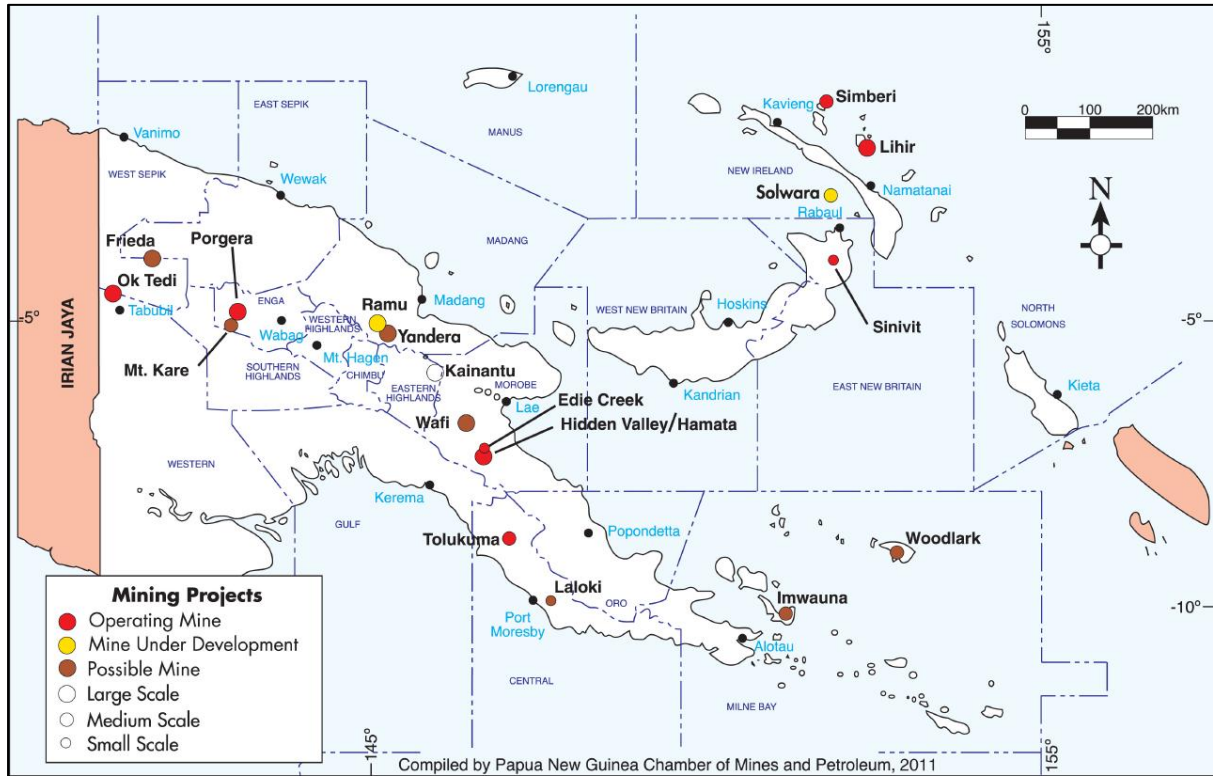 155°
Lorengau
Kavieng
Simberi
0 100 200km
EAST SEPIK
MANUS
Vanimo
Lihir
WEST SEPIK
NEW IRELAND
Wewak
Solwara
Namatanai
N
Rabaul
Frieda
Porgera
MADANG
Ok Tedi
ENGA
Ramu
Madang
WEST NEW BRITAIN
Hoskins
NORTH
SOLOMONS
Tabubil
WESTERN
HIGHLANDS
-5°
Wabag
Yandera
Sinivit
-5°
IRIAN JAYA
Mt. Kare
Mt. Hagen
SOUTHERN
HIGHLANDS
CHIMBU
Kainantu
EASTERN
HIGHLANDS
MOROBE
Kandrian
EAST NEW BRITAIN
Kieta
Edie Creek
Lae
Wafi
Hidden Valley/Hamata
WESTERN
Kerema
GULF
Tolukuma
Popondetta
Woodlark
Laloki
ORO
Imwauna
-10°
Port
Moresby
Alotau
CENTRAL
MILNE BAY
Mining Projects
Operating Mine
Mine Under Development
Possible Mine
Large Scale
Medium Scale
Small Scale
145°
155°
Compiled by Papua New Guinea Chamber of Mines and Petroleum, 2011